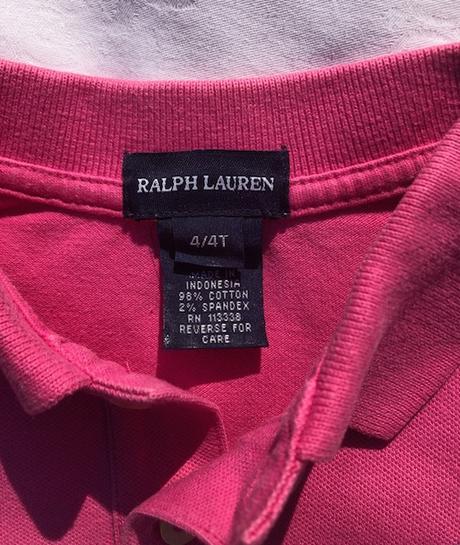 RALPH LAUREN
4/4T
MADE IN
INDONESIA
98% COTTON
2% SPANDEX
RN 113338
REVERSE FOR
CARE